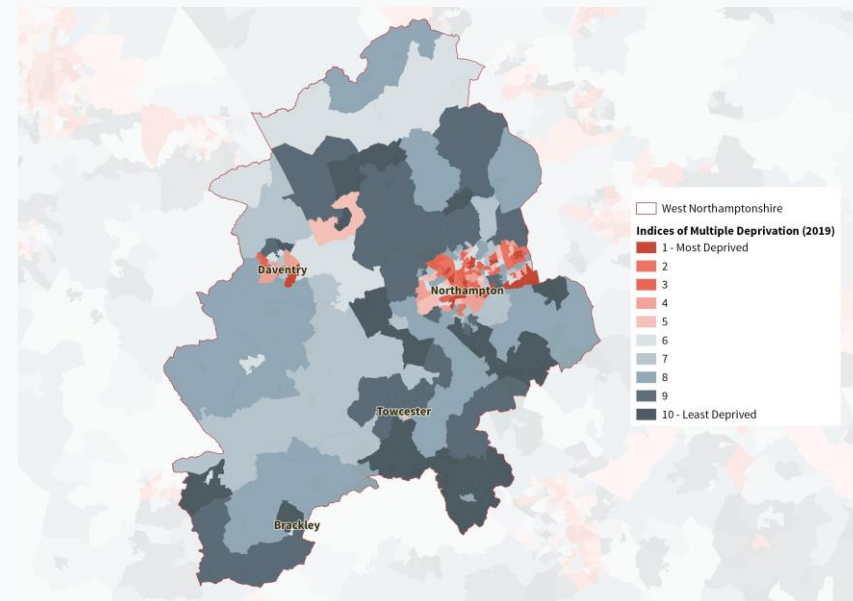 West Northamptonshire
Indices of Multiple Deprivation (2019)
1 - Most Deprived
2
3
4
5
6
7
8
9
10 - Least Deprived
Daventry
Northampton
Towcester
Brackley